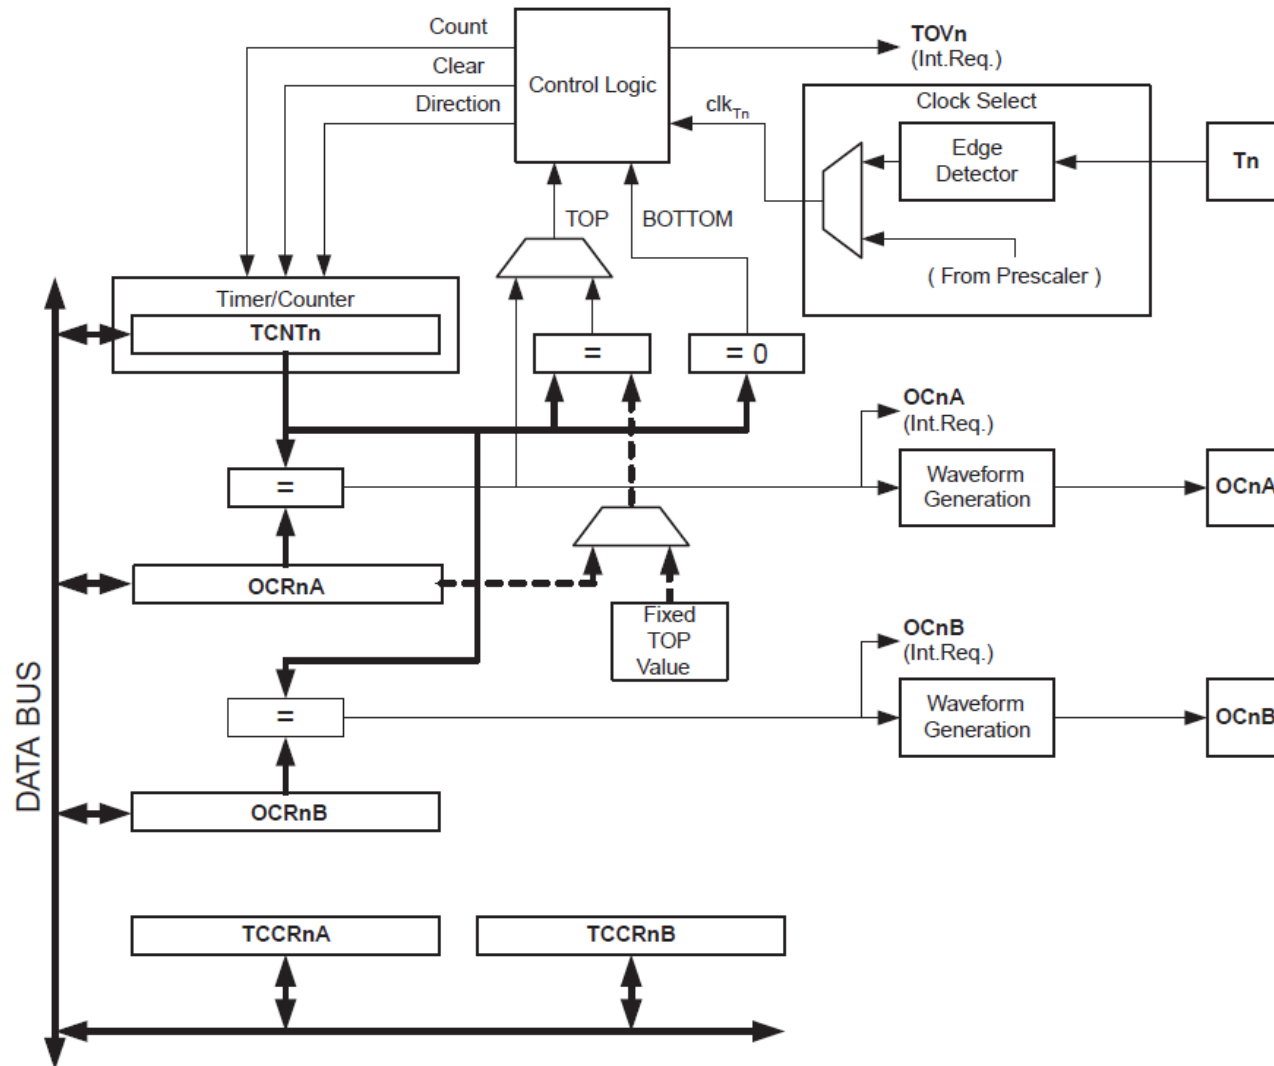 Count
Clear
Direction
Control Logic
TOVn
(Int.Req.)
clkTn
Clock Select
Edge
Detector
Tn
( From Prescaler )
TOP
BOTTOM
Timer/Counter
TCNTn
=
= 0
OCnA
(Int.Req.)
=
Waveform
Generation
OCnA
OCRnA
Fixed
TOP
Value
OCnB
(Int.Req.)
=
Waveform
Generation
OCnB
OCRnB
DATA BUS
TCCRnA
TCCRnB